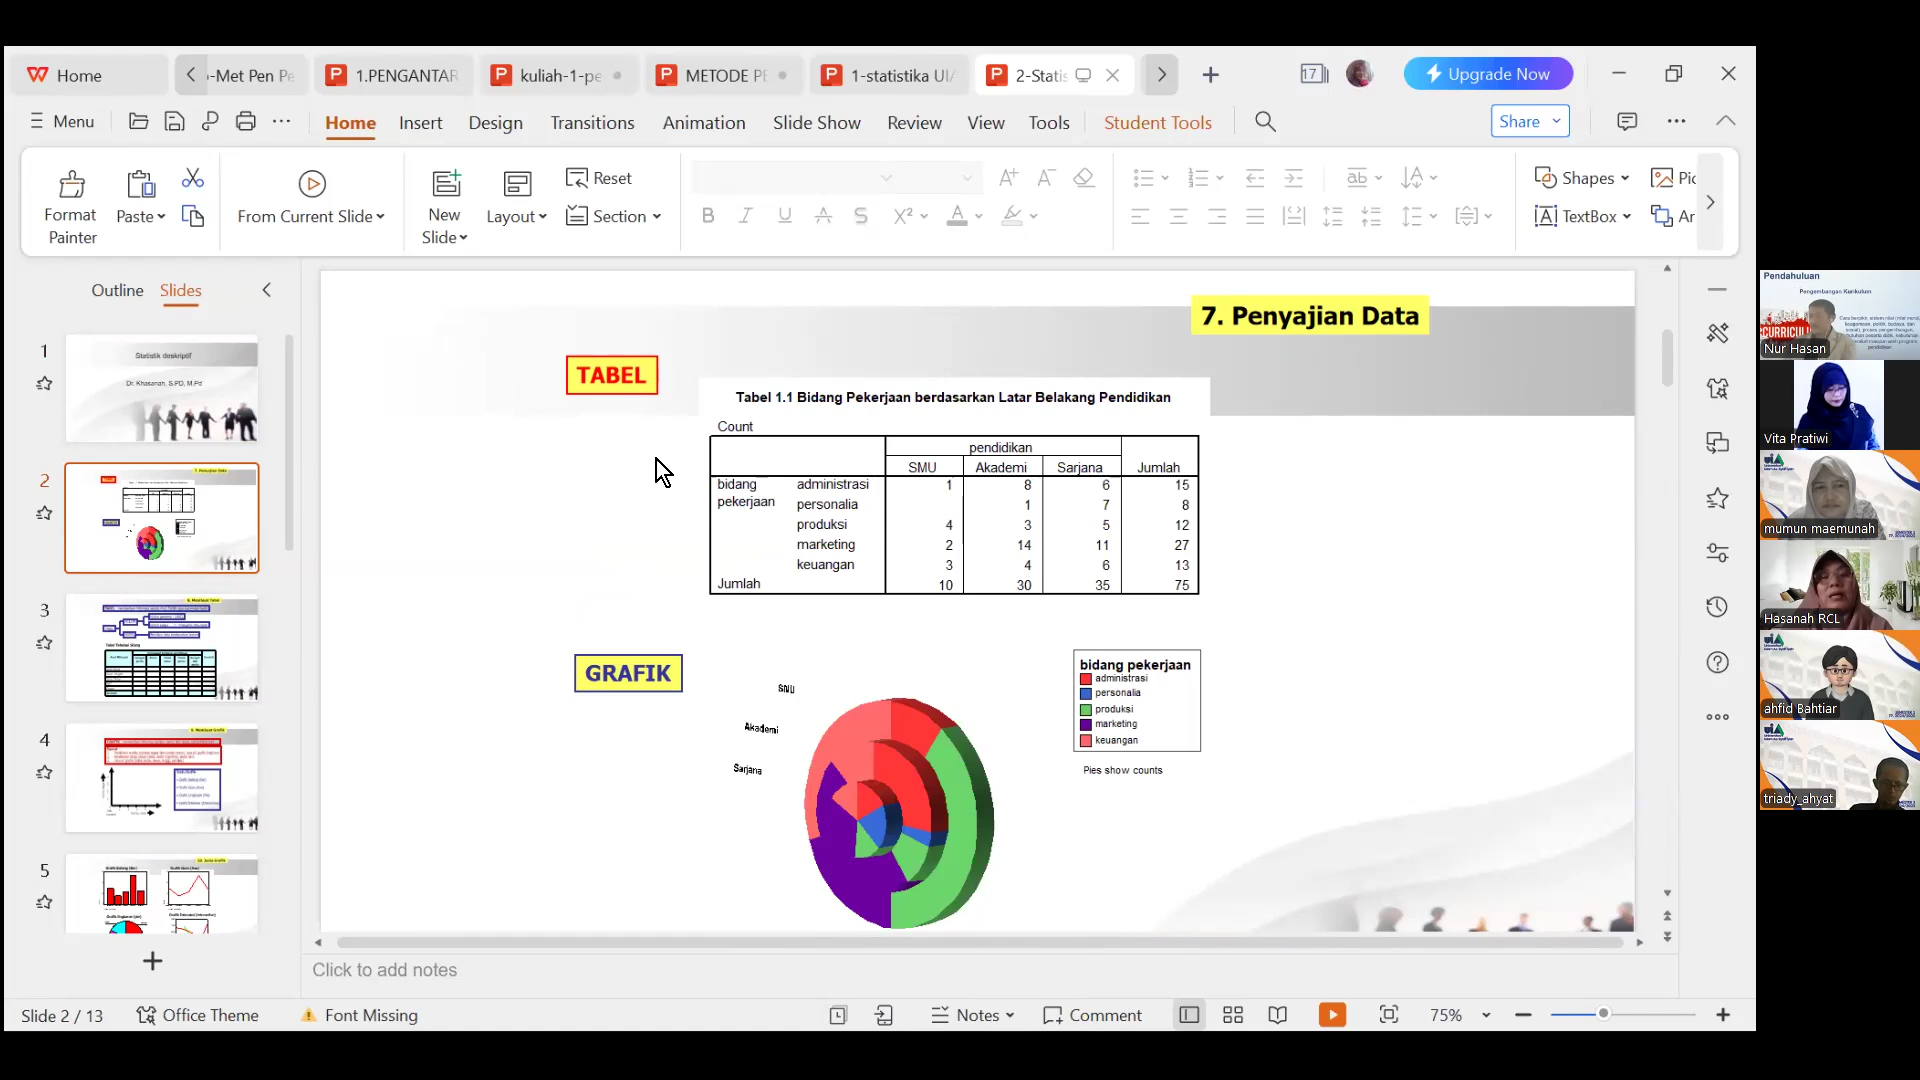 Home
-Met Pen Pe
1.PENGANTAR
kuliah-1-pe
METODE PE
1-statistika UIA
2-Statis
17
Upgrade Now
Menu
Home
Insert
Design
Transitions
Animation
Slide Show
Review
View
Tools
Student Tools
Share
Format Painter
Paste
From Current Slide
New Slide
Layout
Reset
Section
Shapes
Pic
TextBox
Ar
Outline
Slides
1
Statistik deskriptif
Dr. Khasanah, S.PD, M.Pd
2
3
4
5
7. Penyajian Data
TABEL
Tabel 1.1 Bidang Pekerjaan berdasarkan Latar Belakang Pendidikan
Count
pendidikan
SMU Akademi Sarjana Jumlah
bidang pekerjaan administrasi 1 8 6 15
personalia 1 7 8
produksi 4 3 5 12
marketing 2 14 11 27
keuangan 3 4 6 13
Jumlah 10 30 35 75
GRAFIK
SMU
Akademi
Sarjana
bidang pekerjaan
administrasi
personalia
produksi
marketing
keuangan
Pies show counts
Click to add notes
Slide 2 / 13
Office Theme
Font Missing
Notes
Comment
75%
Pendahuluan
Pengembangan Kurikulum
CURRICULU
Nur Hasan
Vita Pratiwi
mumun maemunah
Hasanah RCL
ahfid Bahtiar
triady_ahyat